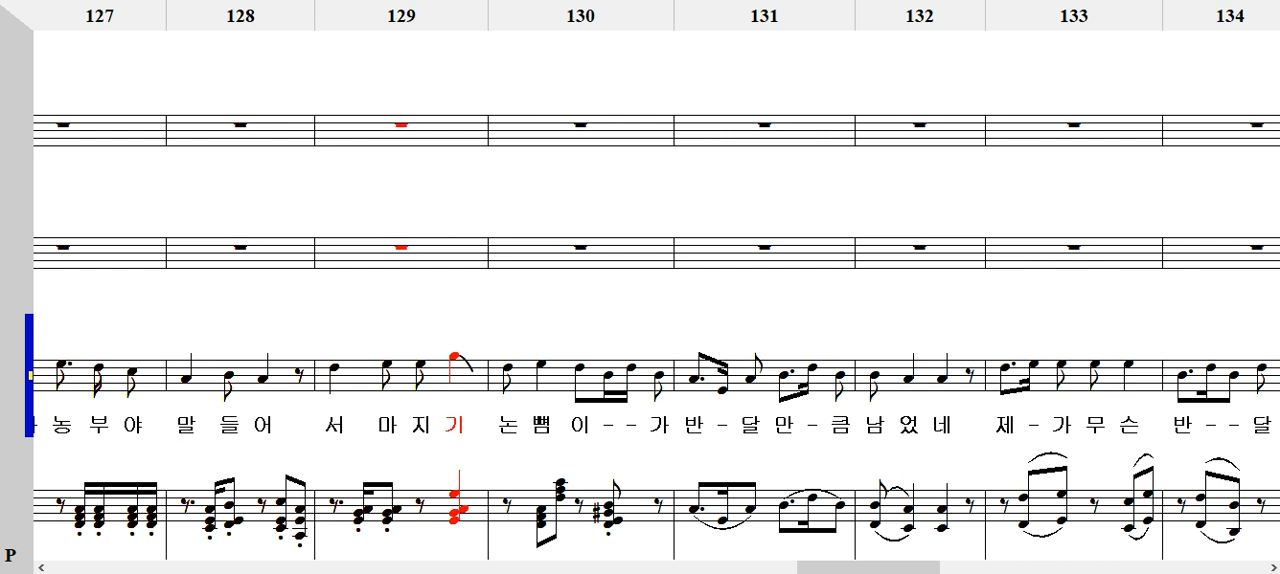 127 128 129 130 131 132 133 134
농 부 야 말 들 어 서 마 지 기 논 뺌 이 - - 가 반 - 달 만 - 큼 남 었 네 제 - 가 무 슨 반 - - 달
P